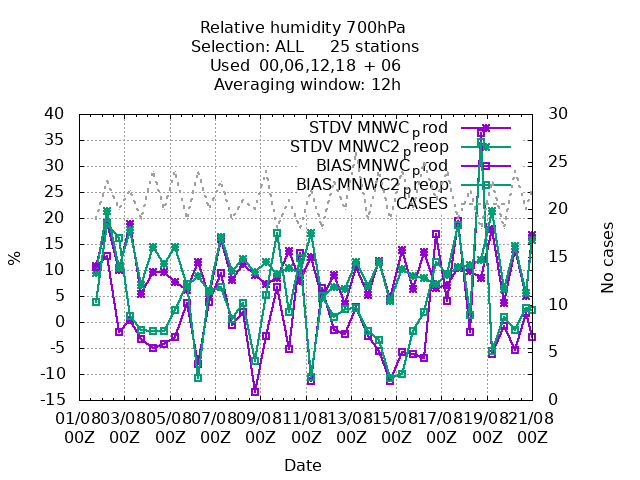 Relative humidity 700hPa
Selection: ALL 25 stations
Used 00,06,12,18 + 06
Averaging window: 12h
STDV MNWCprod
STDV MNWC2preop
BIAS MNWCprod
BIAS MNWC2preop
CASES
40
35
30
25
20
15
10
5
0
-5
-10
-15
%
30
25
20
15
10
5
0
No cases
01/08 03/08 05/08 07/08 09/08 11/08 13/08 15/08 17/08 19/08 21/08
00Z 00Z 00Z 00Z 00Z 00Z 00Z 00Z 00Z 00Z 00Z
Date